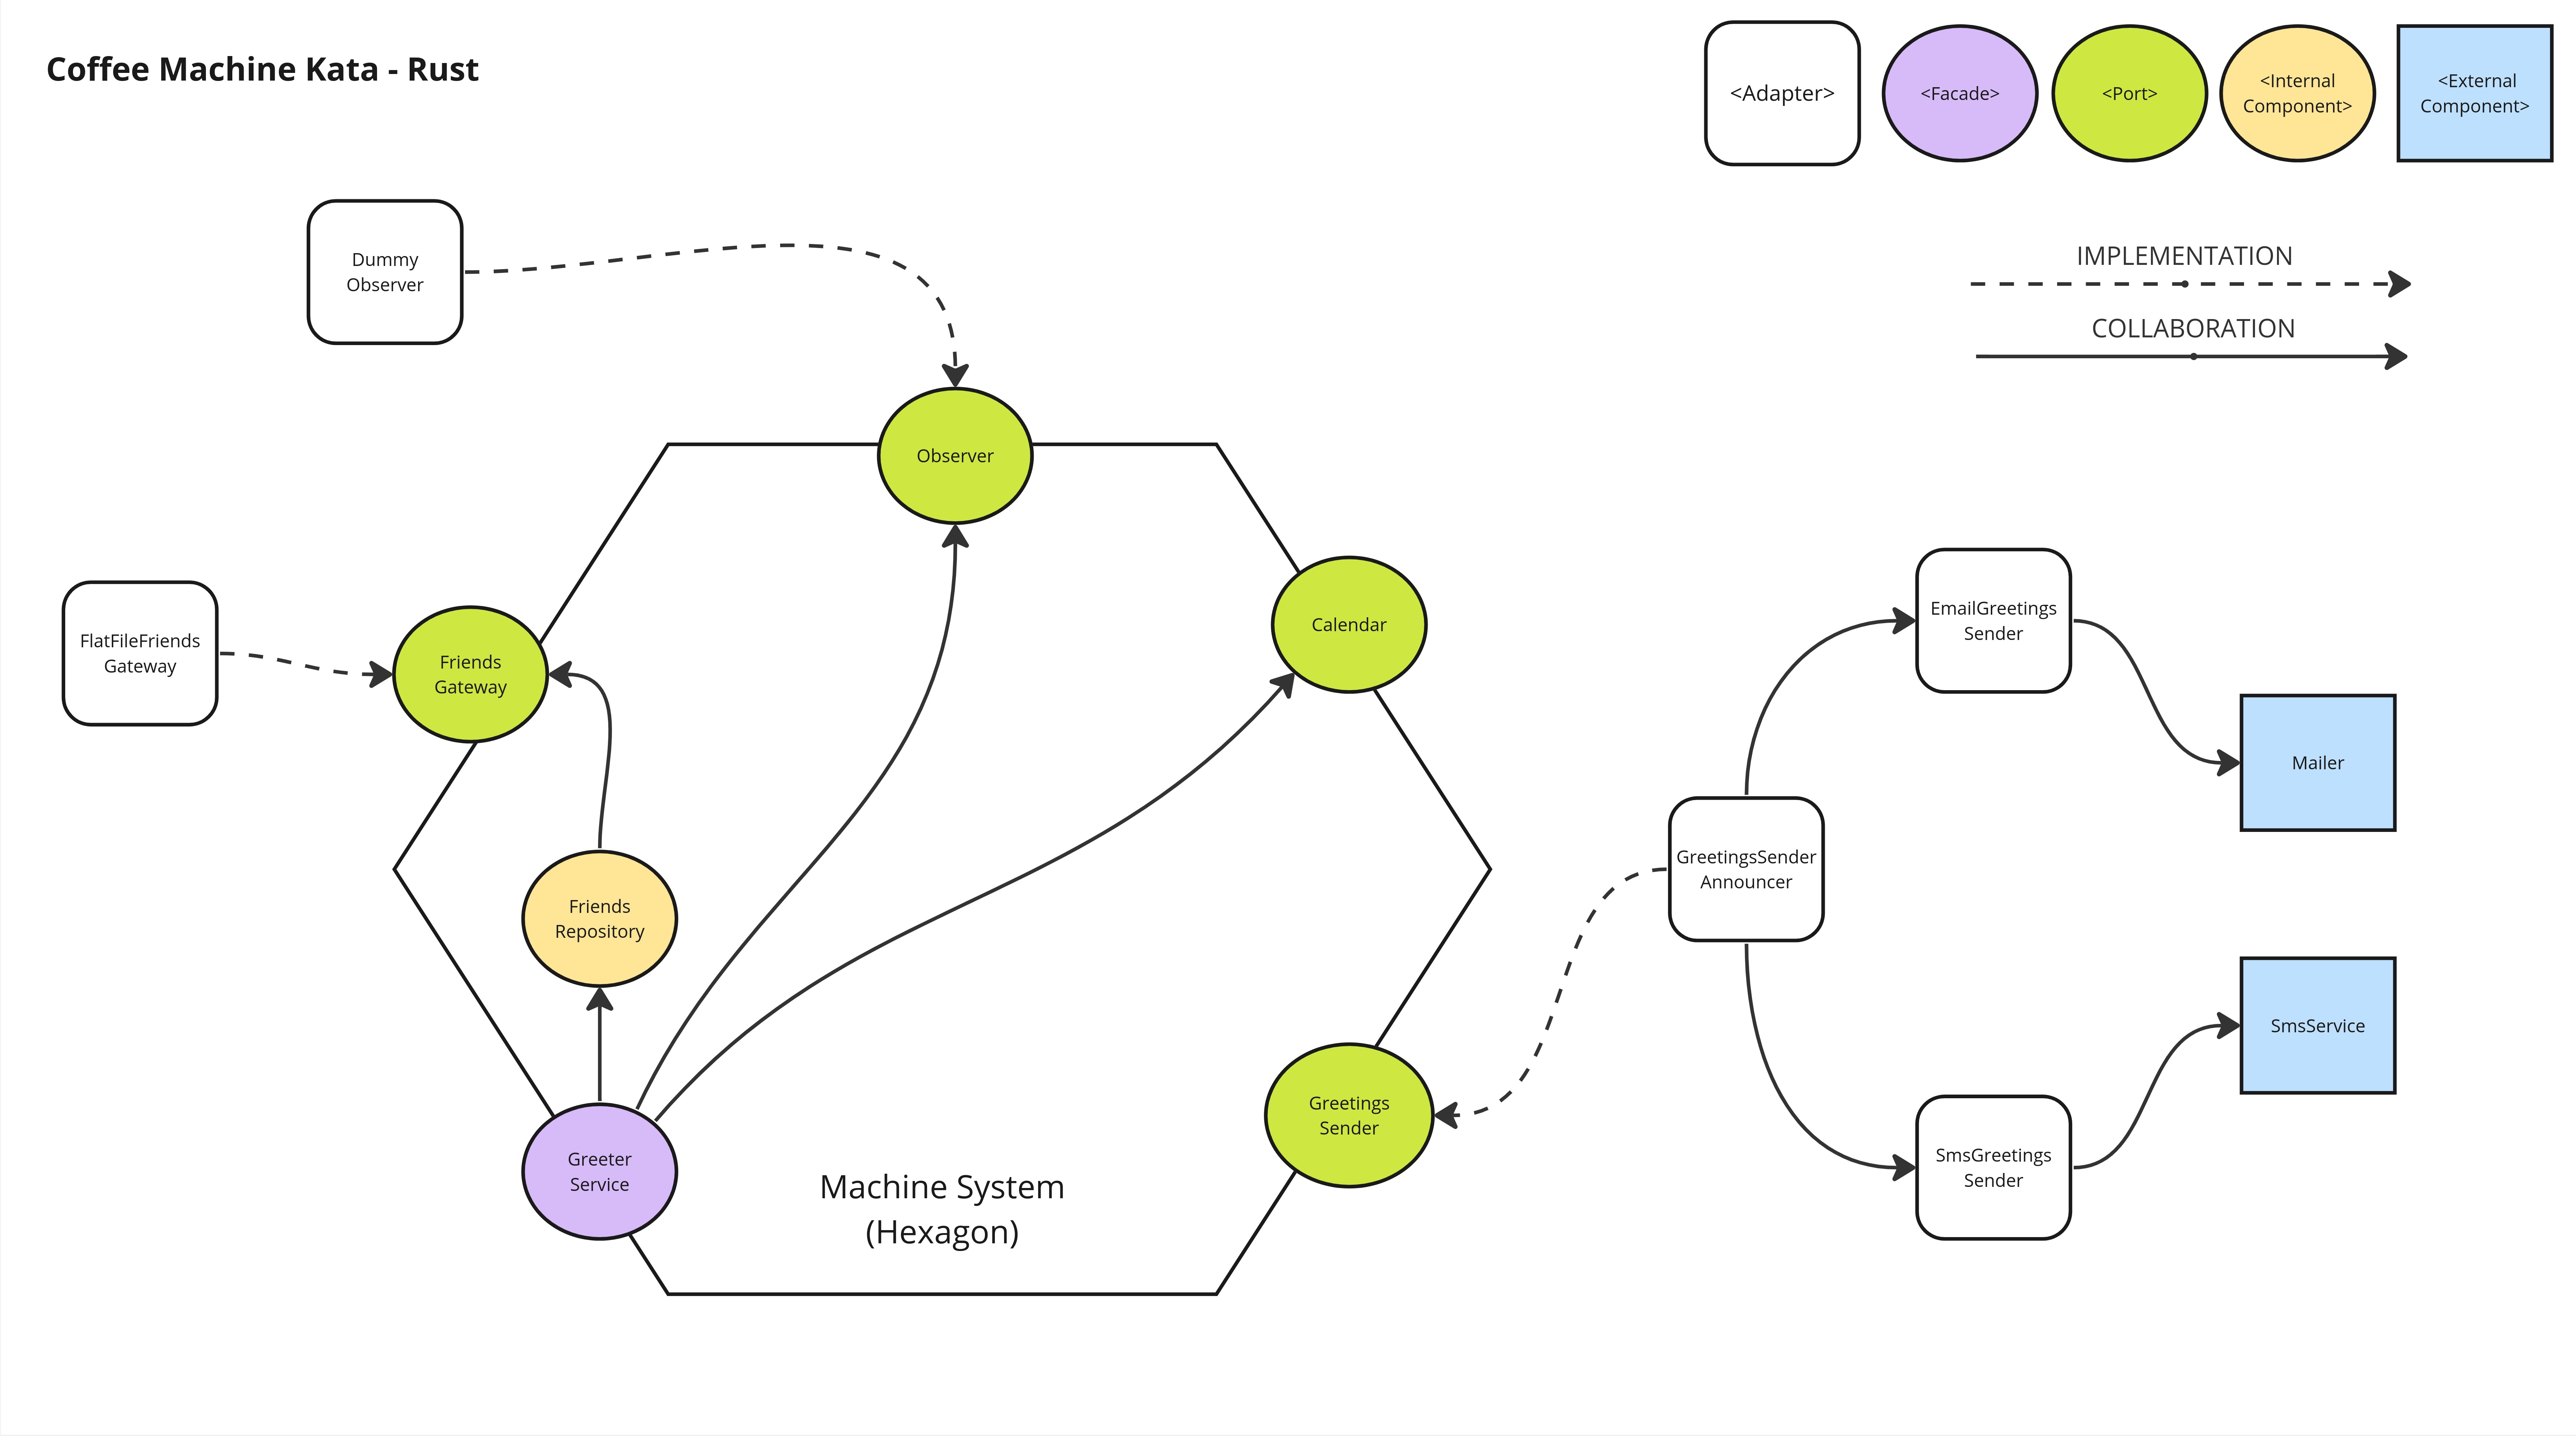 Coffee Machine Kata - Rust
<Adapter>
<Facade>
<Port>
<Internal
Component>
<External
Component>
IMPLEMENTATION
COLLABORATION
Dummy
Observer
Observer
FlatFileFriends
Gateway
Friends
Gateway
Calendar
EmailGreetings
Sender
Mailer
GreetingsSender
Announcer
Friends
Repository
SmsService
Greetings
Sender
Greeter
Service
SmsGreetings
Sender
Machine System
(Hexagon)